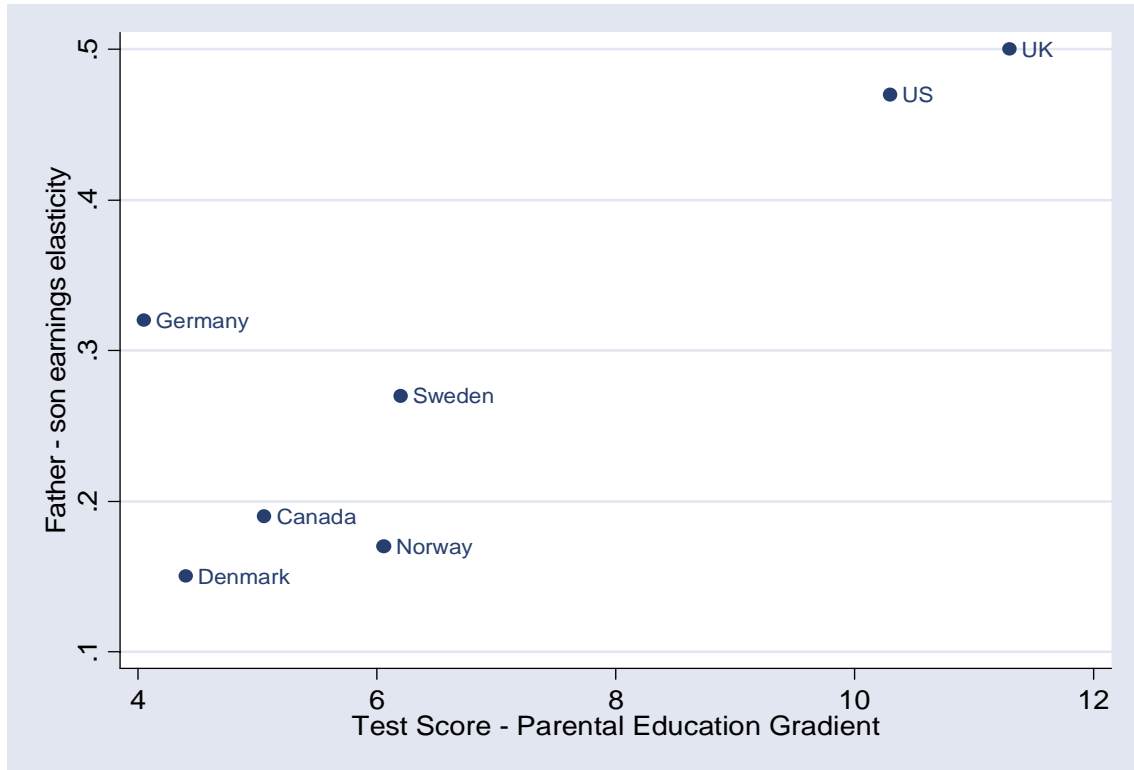 Father - son earnings elasticity
.5
.4
.3
.2
.1
UK
US
Germany
Sweden
Canada
Norway
Denmark
4 6 8 10 12
Test Score - Parental Education Gradient